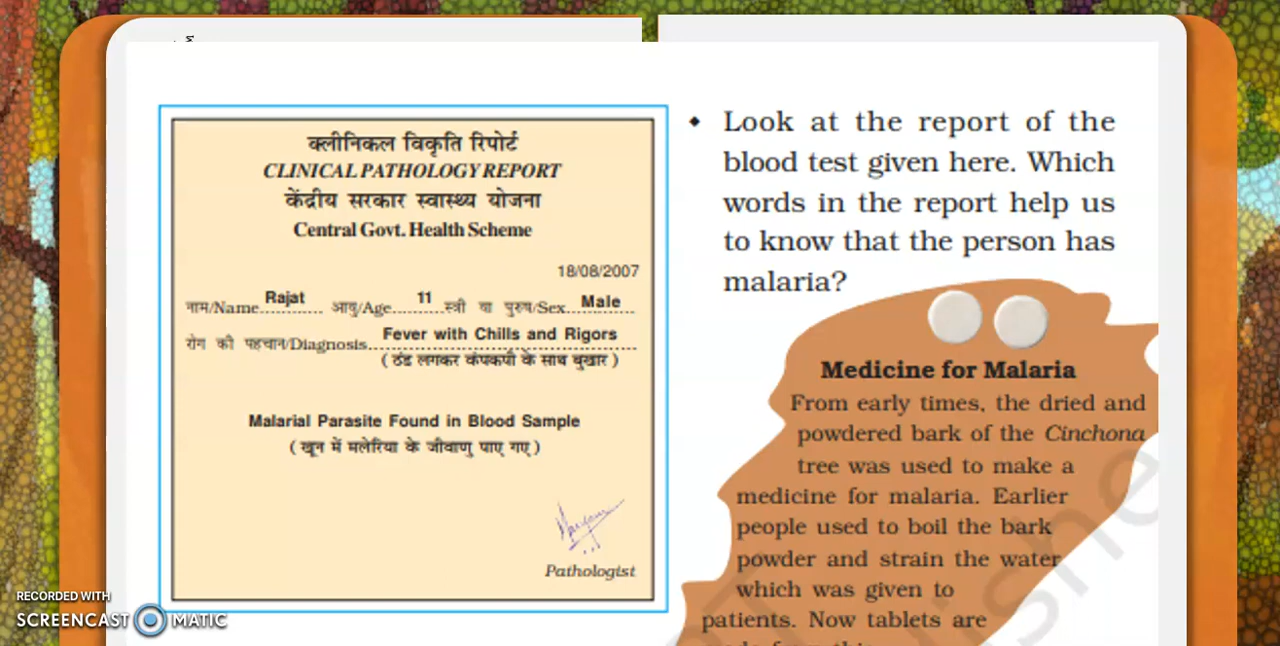 क्लीनिकल विकृति रिपोर्ट
CLINICAL PATHOLOGY REPORT
केंद्रीय सरकार स्वास्थ्य योजना
Central Govt. Health Scheme
18/08/2007
नाम/Name Rajat आयु/Age 11 स्त्री या पुरुष/Sex Male
रोग की पहचान/Diagnosis Fever with Chills and Rigors
( ठंड लगकर कंपकपी के साथ बुखार )
Malarial Parasite Found in Blood Sample
( खून में मलेरिया के जीवाणु पाए गए )
Pathologist
♦ Look at the report of the
blood test given here. Which
words in the report help us
to know that the person has
malaria?
Medicine for Malaria
From early times, the dried and
powdered bark of the Cinchona
tree was used to make a
medicine for malaria. Earlier
people used to boil the bark
powder and strain the water
which was given to
patients. Now tablets are
RECORDED WITH
SCREENCAST MATIC